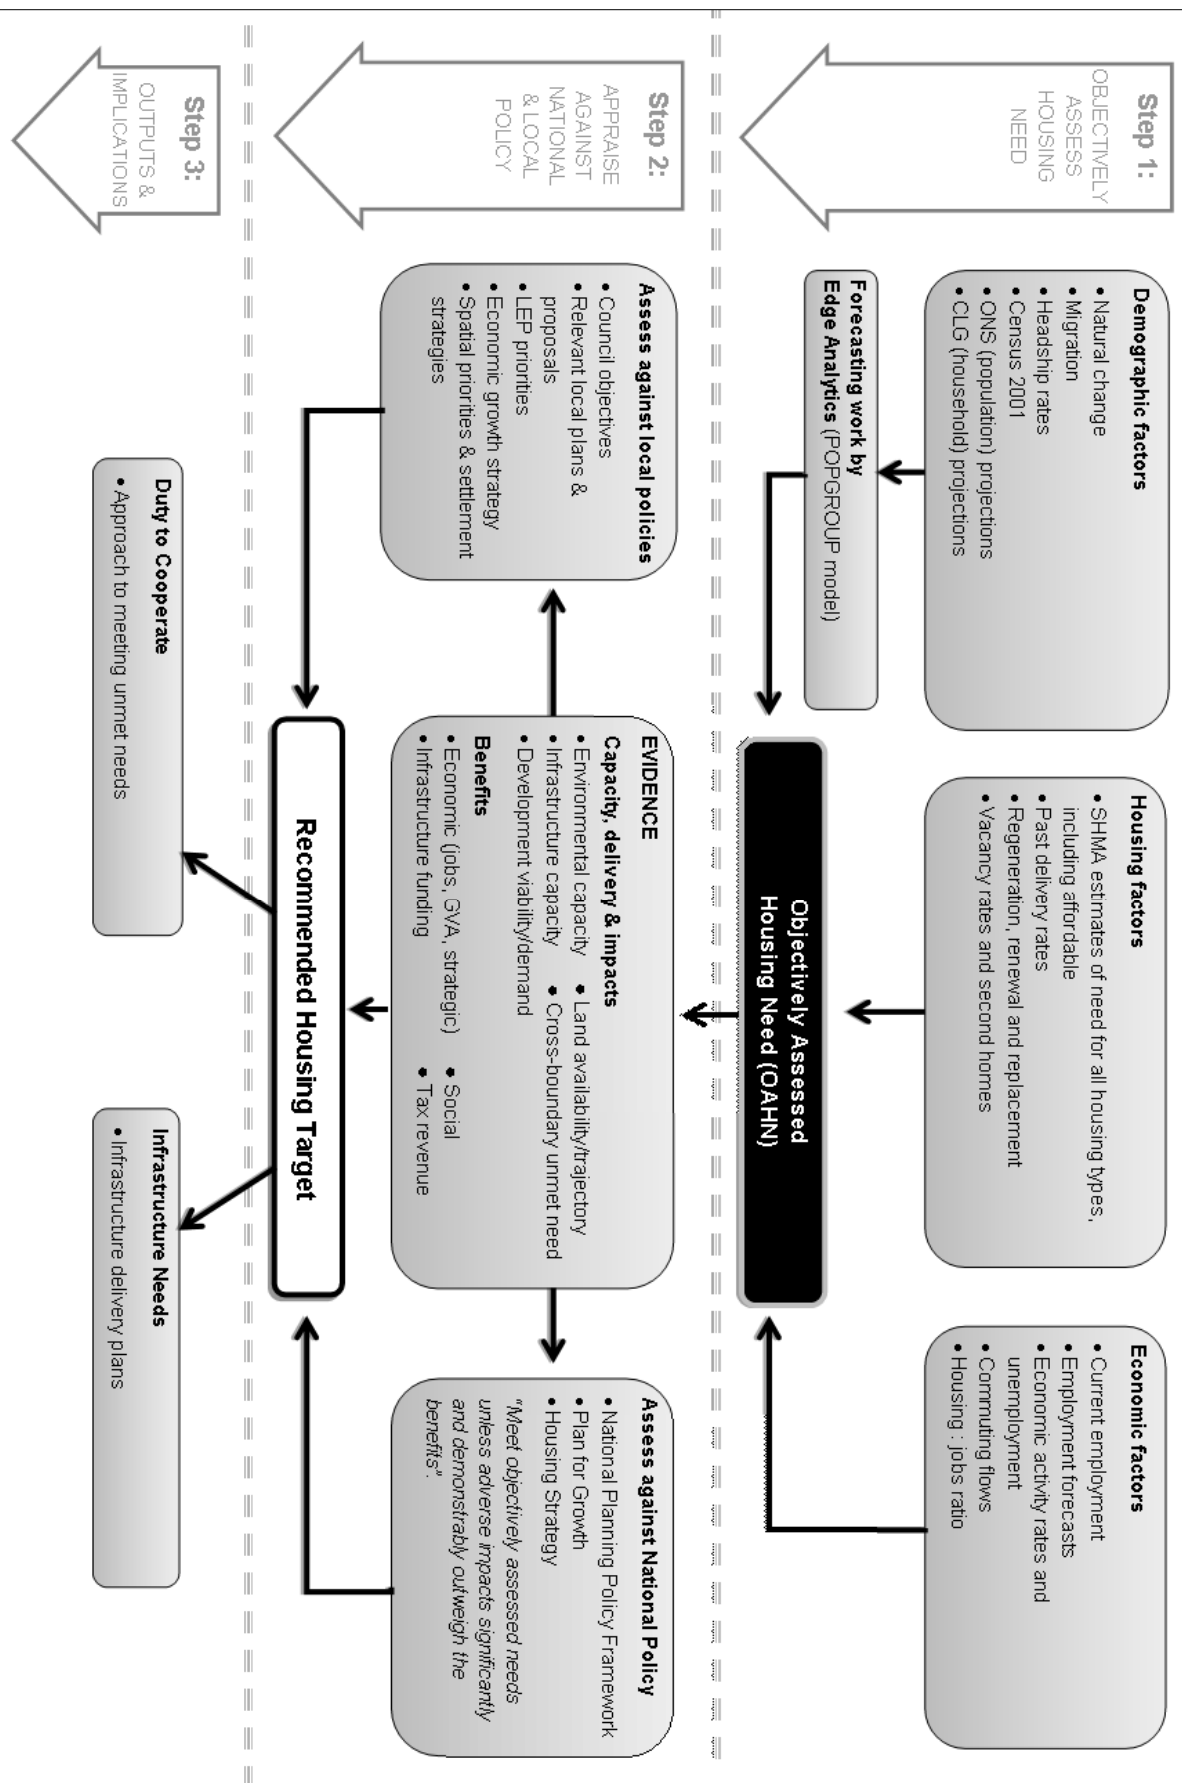 Step 1:
OBJECTIVELY
ASSESS
HOUSING
NEED
Demographic factors
• Natural change
• Migration
• Headship rates
• Census 2001
• ONS (population) projections
• CLG (household) projections
Forecasting work by
Edge Analytics (POPGROUP model)
Housing factors
• SHMA estimates of need for all housing types,
including affordable
• Past delivery rates
• Regeneration, renewal and replacement
• Vacancy rates and second homes
Economic factors
• Current employment
• Employment forecasts
• Economic activity rates and
unemployment
• Commuting flows
• Housing : jobs ratio
Objectively Assessed
Housing Need (OAHN)
Step 2:
APPRAISE
AGAINST
NATIONAL
& LOCAL
POLICY
Assess against local policies
• Council objectives
• Relevant local plans &
proposals
• LEP priorities
• Economic growth strategy
• Spatial priorities & settlement
strategies
EVIDENCE
Capacity, delivery & impacts
• Environmental capacity • Land availability/trajectory
• Infrastructure capacity • Cross-boundary unmet need
• Development viability/demand
Benefits
• Economic (jobs, GVA, strategic) • Social
• Infrastructure funding • Tax revenue
Assess against National Policy
• National Planning Policy Framework
• Plan for Growth
• Housing Strategy
“Meet objectively assessed needs
unless adverse impacts significantly
and demonstrably outweigh the
benefits”.
Recommended Housing Target
Step 3:
OUTPUTS &
IMPLICATIONS
Duty to Cooperate
• Approach to meeting unmet needs
Infrastructure Needs
• Infrastructure delivery plans